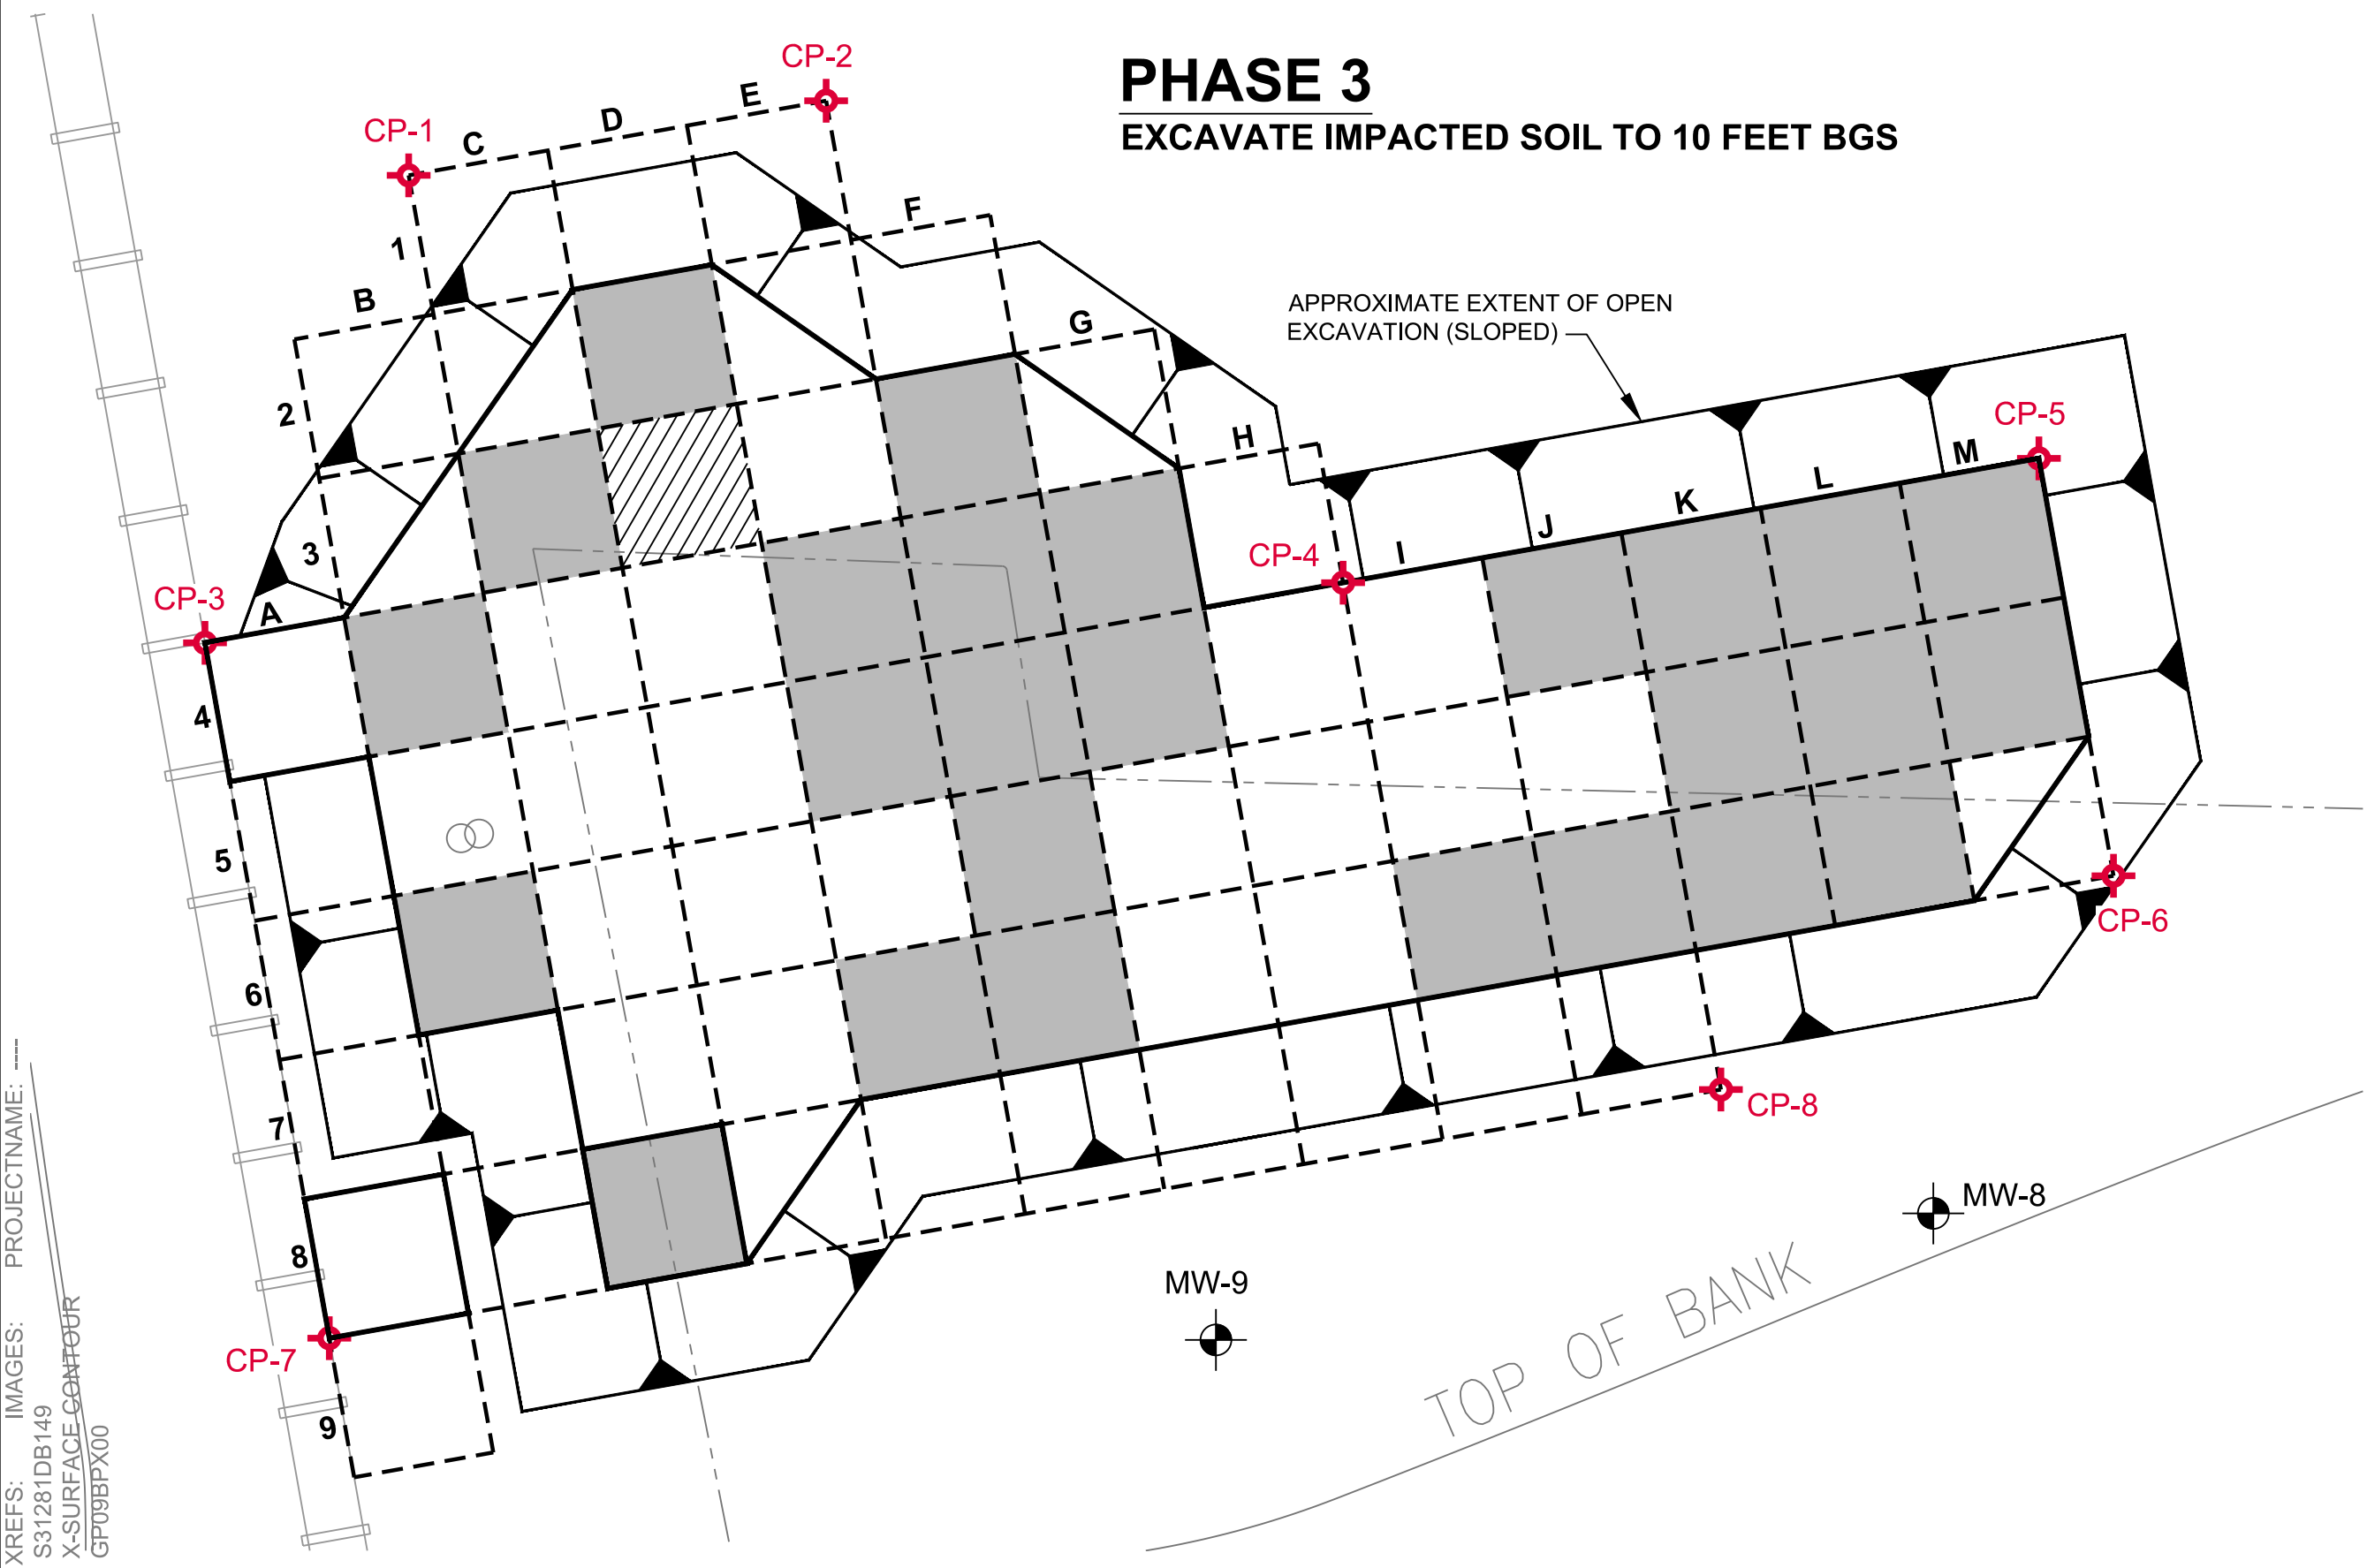 PHASE 3
EXCAVATE IMPACTED SOIL TO 10 FEET BGS
CP-2
CP-1
C
D
E
F
1
B
G
2
APPROXIMATE EXTENT OF OPEN
EXCAVATION (SLOPED)
H
CP-5
M
L
K
J
I
CP-4
3
CP-3
A
4
5
6
7
8
9
CP-6
CP-8
CP-7
MW-8
MW-9
TOP OF BANK
XREFS: IMAGES: PROJECTNAME: ----
S31281DB149
X-SURFACE CONTOUR
GP09BPX00